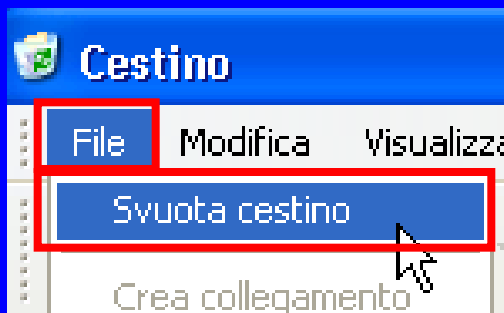 Cestino
File Modifica Visualizza
Svuota cestino
Crea collegamento